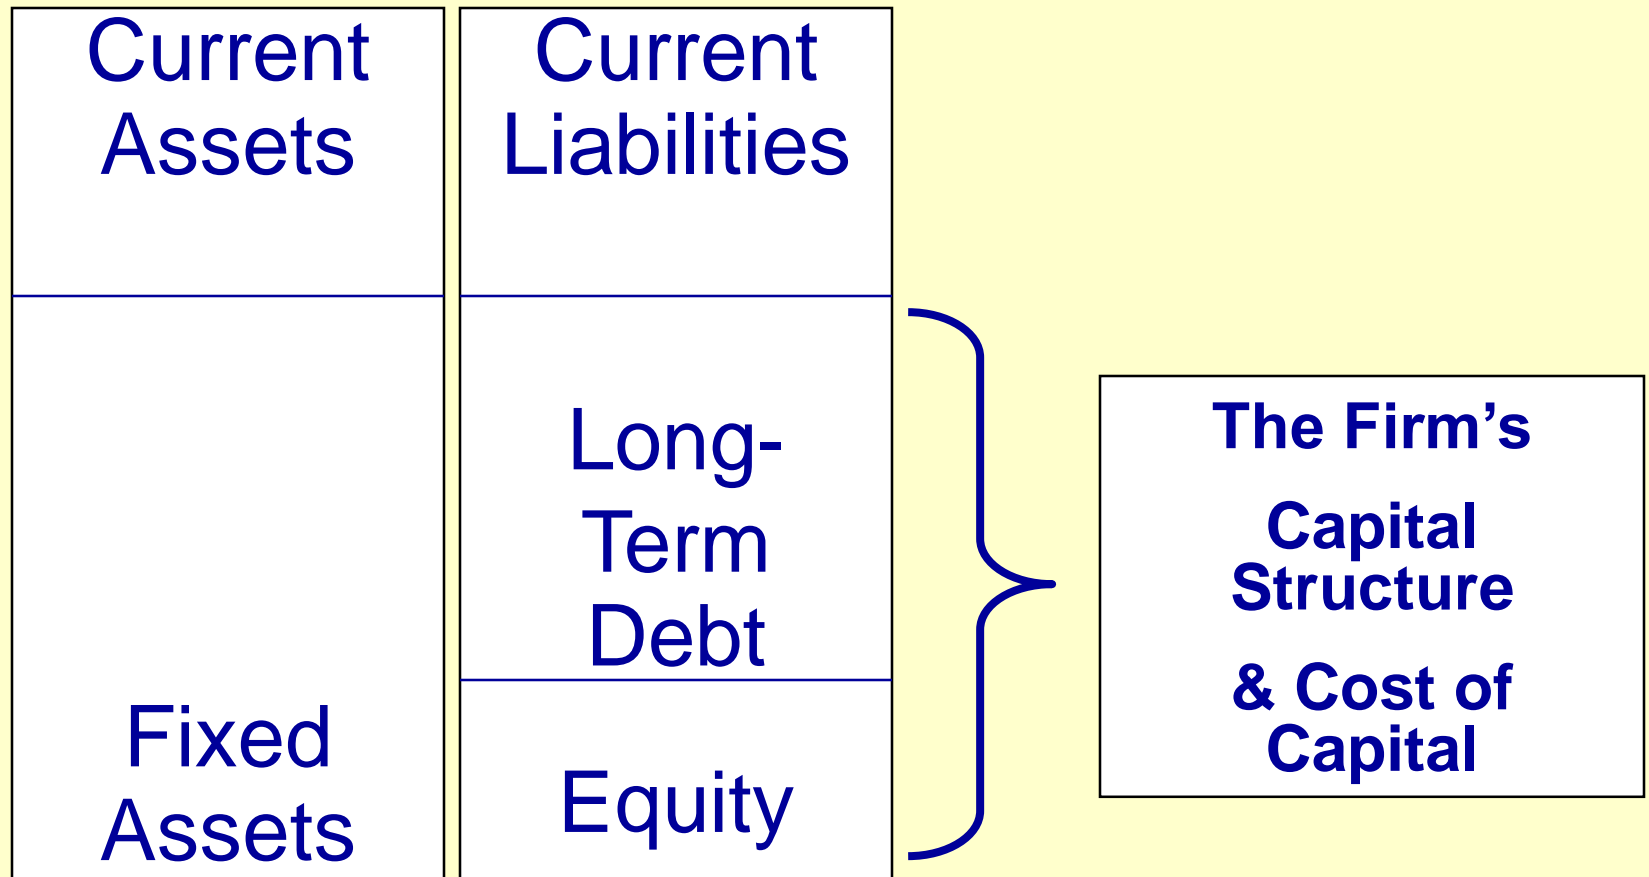 Current
Assets
Current
Liabilities
Long-
Term
Debt
Fixed
Assets
Equity
The Firm’s
Capital
Structure
& Cost of
Capital